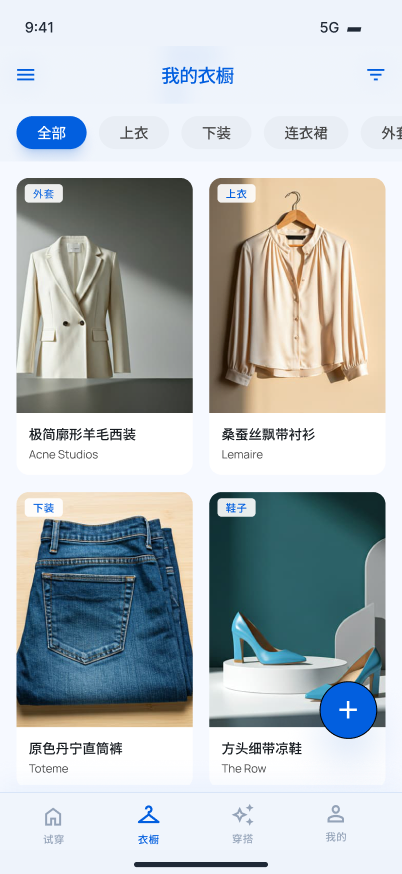 9:41
5G
我的衣橱
全部
上衣
下装
连衣裙
外套
外套
上衣
极简廓形羊毛西装
Acne Studios
桑蚕丝飘带衬衫
Lemaire
下装
鞋子
原色丹宁直筒裤
Toteme
方头细带凉鞋
The Row
试穿
衣橱
穿搭
我的